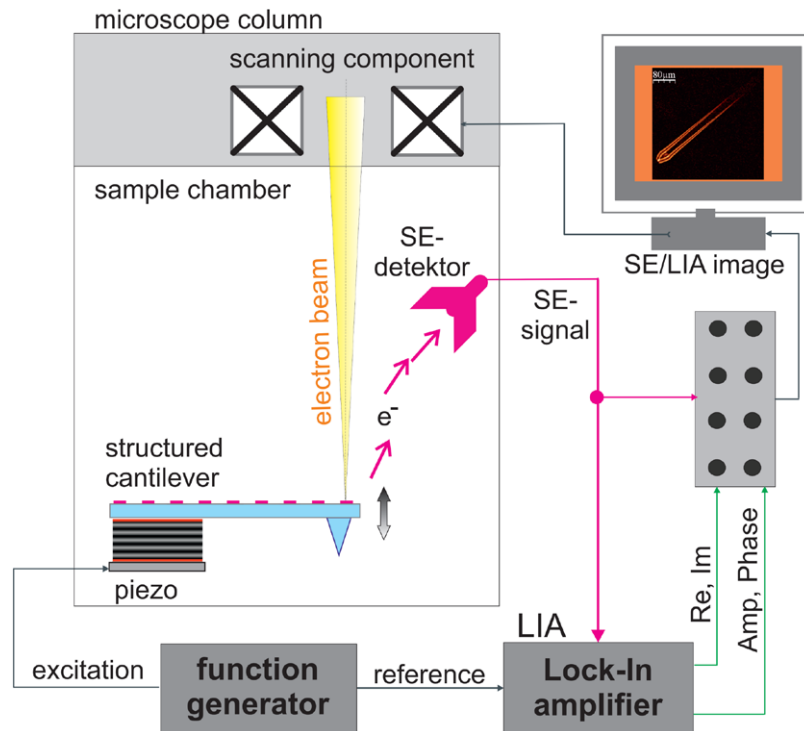 microscope column
scanning component
80µm
sample chamber
SE-
detektor
SE/LIA image
SE-
signal
electron beam
e-
structured
cantilever
piezo
Re, Im
Amp, Phase
LIA
excitation
function
generator
reference
Lock-In
amplifier